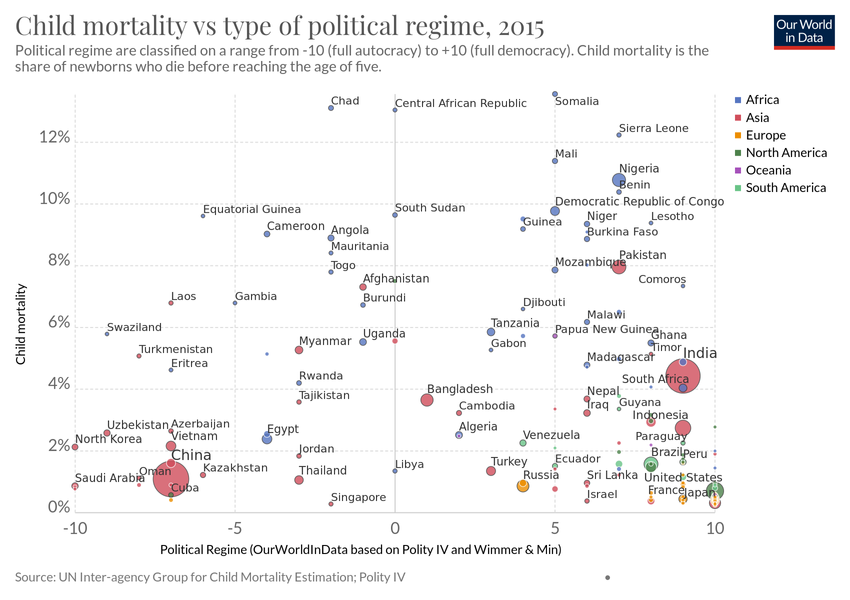 Child mortality vs type of political regime, 2015
Our World
in Data
Political regime are classified on a range from -10 (full autocracy) to +10 (full democracy). Child mortality is the
share of newborns who die before reaching the age of five.
Africa
Asia
Europe
North America
Oceania
South America
Chad
Central African Republic
Somalia
Sierra Leone
12%
Mali
Nigeria
Benin
10%
Democratic Republic of Congo
Equatorial Guinea
South Sudan
Niger
Lesotho
Guinea
Cameroon
Angola
Burkina Faso
Mauritania
8%
Togo
Mozambique
Pakistan
Afghanistan
Comoros
Laos
Gambia
Burundi
Djibouti
6%
Swaziland
Malawi
Tanzania
Uganda
Papua New Guinea
Ghana
Turkmenistan
Myanmar
Gabon
Timor
India
Eritrea
Madagascar
4%
Rwanda
South Africa
Tajikistan
Bangladesh
Nepal
Cambodia
Iraq
Guyana
Indonesia
Uzbekistan
Azerbaijan
Egypt
Algeria
North Korea
Vietnam
Venezuela
Paraguay
2%
China
Jordan
Libya
Turkey
Ecuador
Brazil
Peru
Saudi Arabia
Oman
Kazakhstan
Thailand
Russia
Sri Lanka
United States
Cuba
Singapore
Israel
France
Japan
0%
-10
-5
0
5
10
Child mortality
Political Regime (OurWorldInData based on Polity IV and Wimmer & Min)
Source: UN Inter-agency Group for Child Mortality Estimation; Polity IV